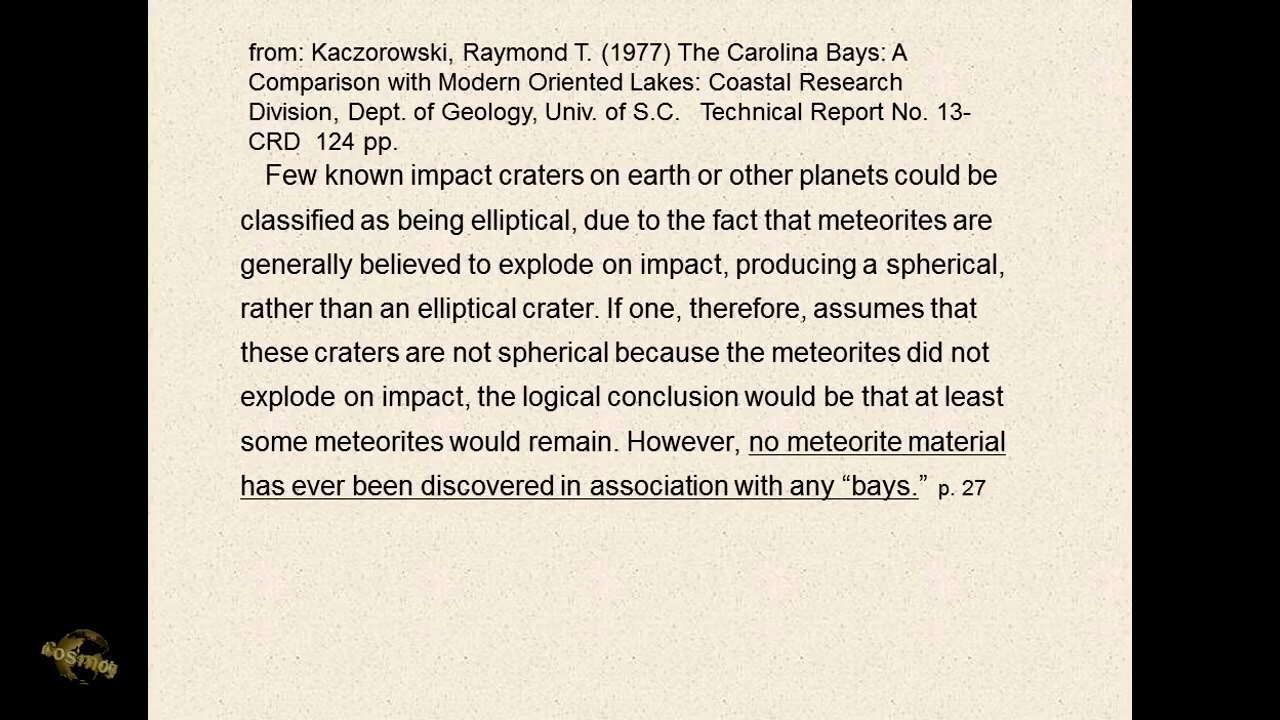 from: Kaczorowski, Raymond T. (1977) The Carolina Bays: A
Comparison with Modern Oriented Lakes: Coastal Research
Division, Dept. of Geology, Univ. of S.C. Technical Report No. 13-
CRD 124 pp.
Few known impact craters on earth or other planets could be
classified as being elliptical, due to the fact that meteorites are
generally believed to explode on impact, producing a spherical,
rather than an elliptical crater. If one, therefore, assumes that
these craters are not spherical because the meteorites did not
explode on impact, the logical conclusion would be that at least
some meteorites would remain. However, no meteorite material
has ever been discovered in association with any “bays.” p. 27